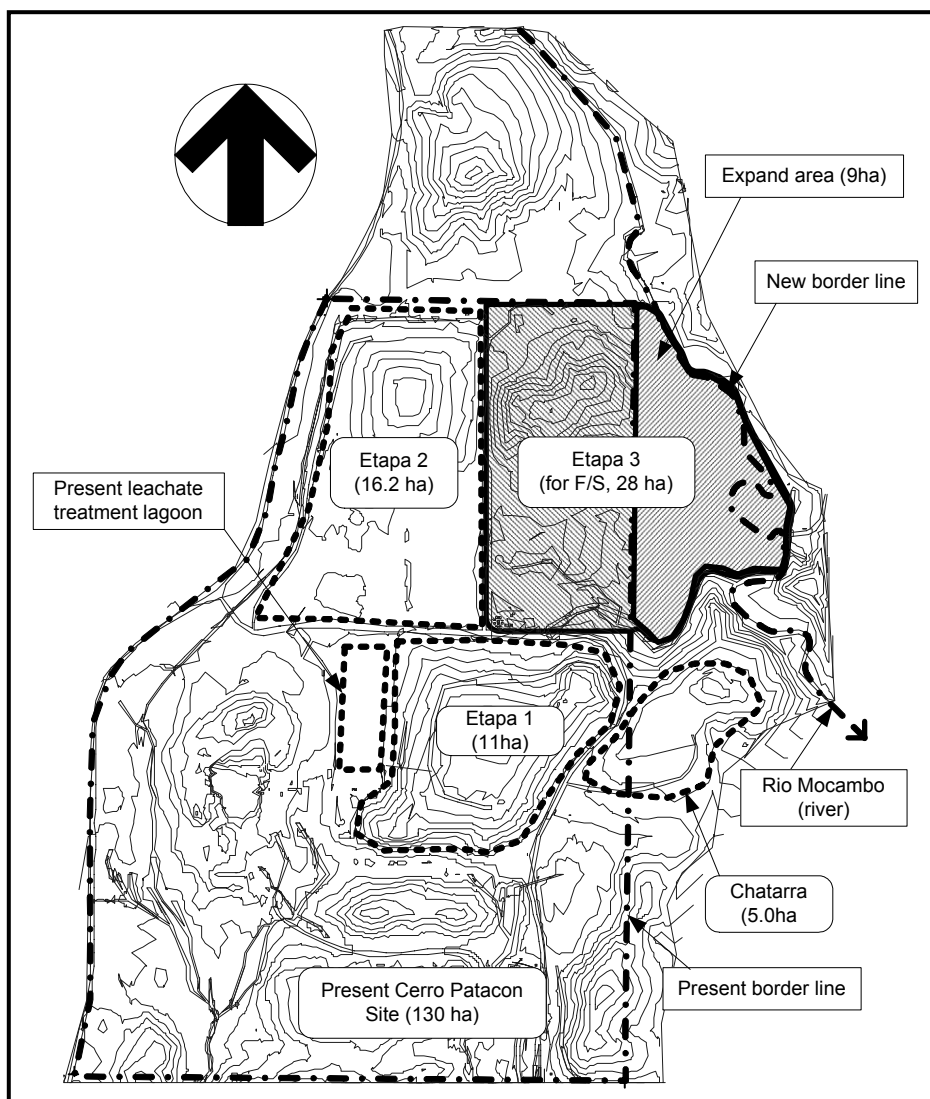 Expand area (9ha)
New border line
Etapa 2
(16.2 ha)
Etapa 3
(for F/S, 28 ha)
Present leachate
treatment lagoon
Etapa 1
(11ha)
Rio Mocambo
(river)
Chatarra
(5.0ha
Present Cerro Patacon
Site (130 ha)
Present border line